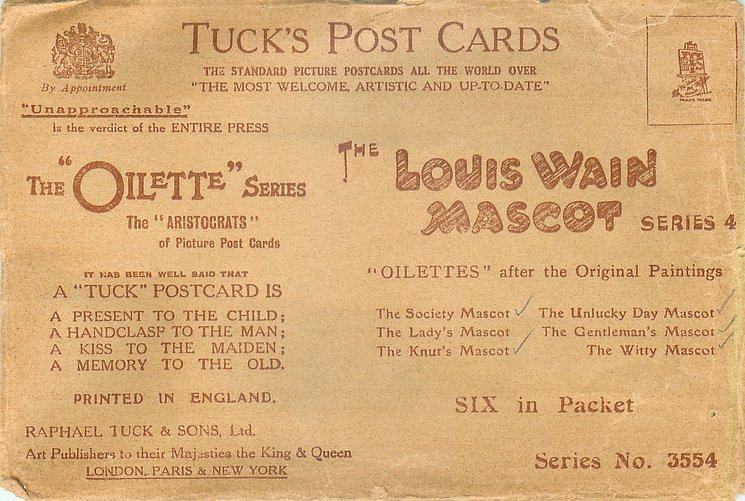 TUCK'S POST CARDS
By Appointment
THE STANDARD PICTURE POSTCARDS ALL THE WORLD OVER
"THE MOST WELCOME, ARTISTIC AND UP-TO-DATE"
TRADE MARK
"Unapproachable"
Is the verdict of the ENTIRE PRESS
THE "OILETTE" SERIES
The "ARISTOCRATS"
of Picture Post Cards
IT HAS BEEN WELL SAID THAT
A "TUCK" POSTCARD IS
A PRESENT TO THE CHILD;
A HANDCLASP TO THE MAN;
A KISS TO THE MAIDEN;
A MEMORY TO THE OLD.
PRINTED IN ENGLAND.
RAPHAEL TUCK & SONS, Ltd.
Art Publishers to their Majesties the King & Queen
LONDON, PARIS & NEW YORK
THE LOUIS WAIN
MASCOT SERIES 4
"OILETTES" after the Original Paintings
The Society Mascot The Unlucky Day Mascot
The Lady's Mascot The Gentleman's Mascot
The Knut's Mascot The Witty Mascot
SIX in Packet
Series No. 3554